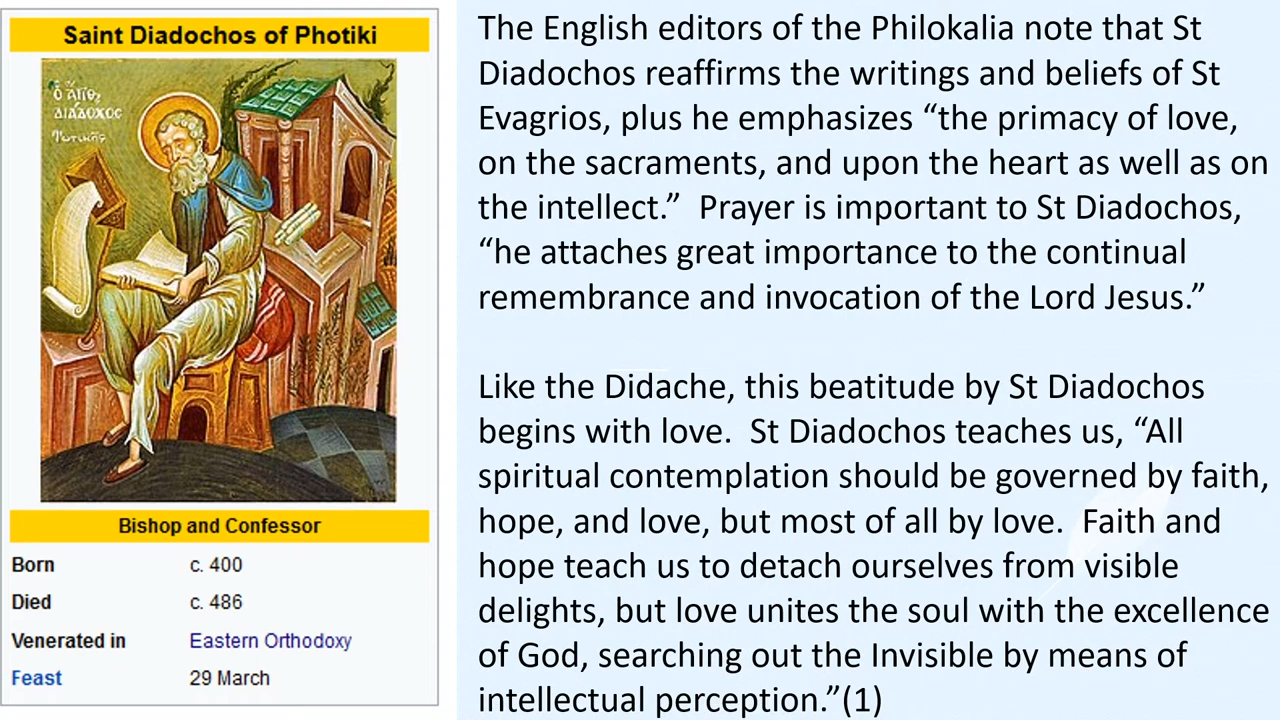 Saint Diadochos of Photiki
ὁ ἅγιος
ΔΙΆΔΟΧΟΣ
Φωτικῆς
Bishop and Confessor
Born c. 400
Died c. 486
Venerated in Eastern Orthodoxy
Feast 29 March
The English editors of the Philokalia note that St
Diadochos reaffirms the writings and beliefs of St
Evagrios, plus he emphasizes “the primacy of love,
on the sacraments, and upon the heart as well as on
the intellect.”  Prayer is important to St Diadochos,
“he attaches great importance to the continual
remembrance and invocation of the Lord Jesus.”
Like the Didache, this beatitude by St Diadochos
begins with love.  St Diadochos teaches us, “All
spiritual contemplation should be governed by faith,
hope, and love, but most of all by love.  Faith and
hope teach us to detach ourselves from visible
delights, but love unites the soul with the excellence
of God, searching out the Invisible by means of
intellectual perception.”(1)